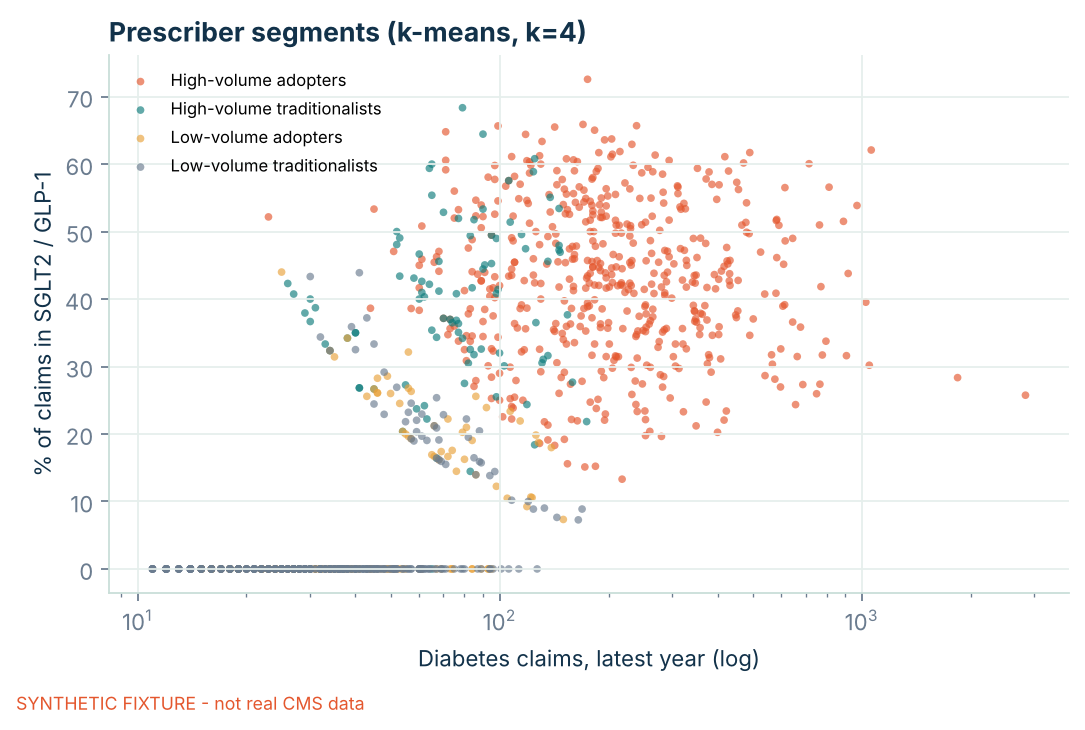 Prescriber segments (k-means, k=4)
High-volume adopters
High-volume traditionalists
Low-volume adopters
Low-volume traditionalists
% of claims in SGLT2 / GLP-1
70
60
50
40
30
20
10
0
10¹ 10² 10³
Diabetes claims, latest year (log)
SYNTHETIC FIXTURE - not real CMS data